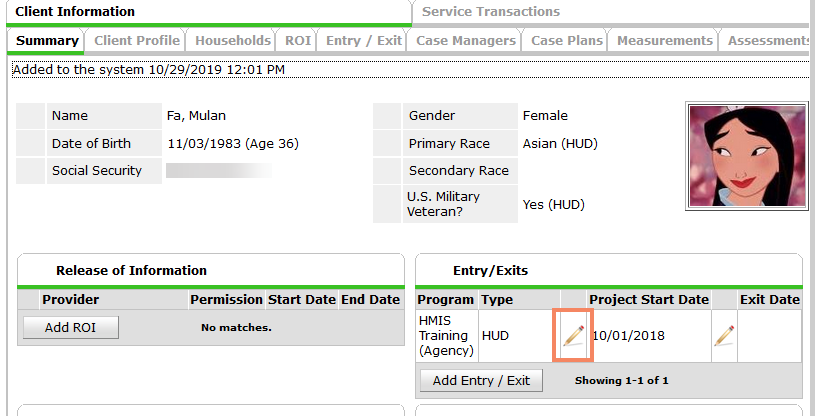 Client Information
Service Transactions
Summary Client Profile Households ROI Entry / Exit Case Managers Case Plans Measurements Assessments
Added to the system 10/29/2019 12:01 PM
Name Fa, Mulan
Date of Birth 11/03/1983 (Age 36)
Social Security
Gender Female
Primary Race Asian (HUD)
Secondary Race
U.S. Military
Veteran? Yes (HUD)
Release of Information
Provider Permission Start Date End Date
Add ROI No matches.
Entry/Exits
Program Type Project Start Date Exit Date
HMIS
Training
(Agency) HUD 10/01/2018
Add Entry / Exit Showing 1-1 of 1